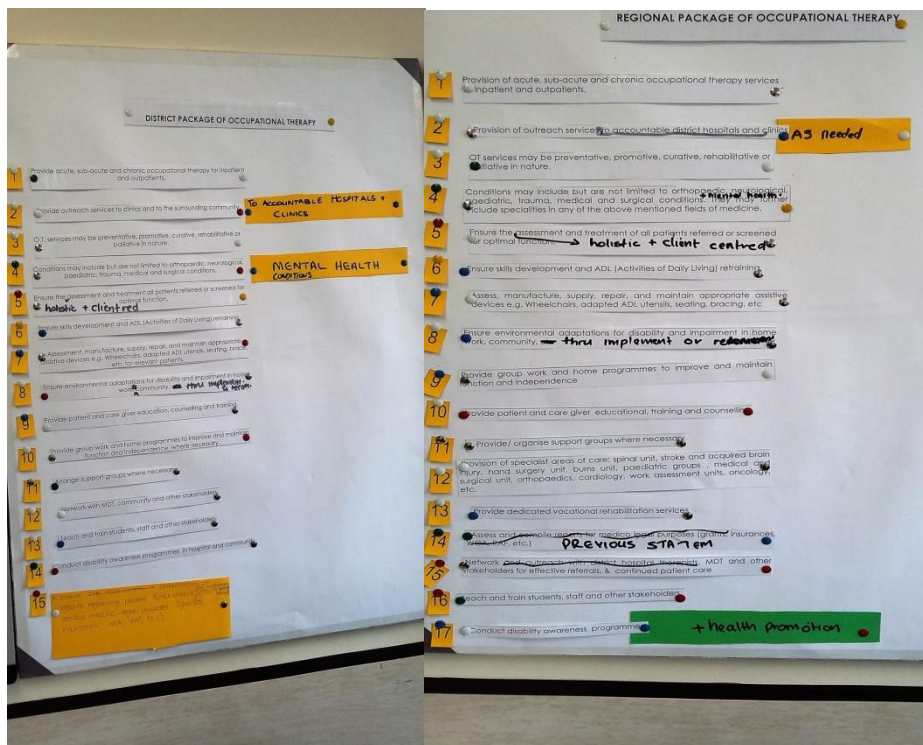 DISTRICT PACKAGE OF OCCUPATIONAL THERAPY
1
Provide acute, sub-acute and chronic occupational therapy for inpatient
and outpatients.
2
Provide outreach services to clinics and to the surrounding community
TO ACCOUNTABLE HOSPITALS +
CLINICS
3
O.T. services may be preventative, promotive, curative, rehabilitative or
palliative in nature.
4
Conditions may include but are not limited to orthopaedic, neurological,
paediatric, trauma, medical and surgical conditions.
MENTAL HEALTH
conditions
5
Ensure the assessment and treatment all patients referred or screened for
optimal function.
holistic + client red
6
Ensure skills development and ADL (Activities of Daily Living) retraining
7
Assessment, manufacture, supply, repair, and maintain appropriate
assistive devices e.g. Wheelchairs, adapted ADL utensils, seating, brace,
etc. for relevant patients.
8
Ensure environmental adaptations for disability and impairment in home
work, community. thru implement.
& recom.
9
Provide patient and care giver education, counselling and training.
10
Provide group work and home programmes to improve and maintain
function and independence, where necessary.
11
Arrange support groups where necessary
12
Network with MDT, community and other stakeholders
13
Teach and train students, staff and other stakeholders
14
Conduct disability awareness programmes, in hospital and community
15
reports regarding patient
various medico-legal purposes
insurances, WCA, RAF etc.
REGIONAL PACKAGE OF OCCUPATIONAL THERAPY
1
Provision of acute, sub-acute and chronic occupational therapy services
inpatient and outpatients.
2
Provision of outreach services to accountable district hospitals and clinics
AS needed
3
OT services may be preventative, promotive, curative, rehabilitative or
palliative in nature.
4
Conditions may include but are not limited to orthopaedic, neurological,
+mental health.
paediatric, trauma, medical and surgical conditions. They may further
include specialities in any of the above mentioned fields of medicine.
5
Ensure the assessment and treatment of all patients referred or screened
for optimal function. holistic + client centred
6
Ensure skills development and ADL (Activities of Daily Living) retraining
7
Assess, manufacture, supply, repair, and maintain appropriate assistive
devices e.g. Wheelchairs, adapted ADL utensils, seating, bracing, etc
8
Ensure environmental adaptations for disability and impairment in home
work, community. thru implement or
9
Provide group work and home programmes to improve and maintain
function and independence
10
Provide patient and care giver educational, training and counselling
11
Provide/ organise support groups where necessary
12
Provision of specialist areas of care: spinal unit, stroke and acquired brain
injury, hand surgery unit, burns unit, paediatric groups , medical and
surgical unit, orthopaedics, cardiology, work assessment units, oncology,
etc.
13
Provide dedicated vocational rehabilitation services
14
Assess and compile reports for medico legal purposes (grants, insurances,
WCA, RAF, etc.) PREVIOUS STATEM
15
Network and outreach with district hospital therapists, MDT and other
stakeholders for effective referrals, & continued patient care
16
Teach and train students, staff and other stakeholders
17
Conduct disability awareness programme
+health promotion